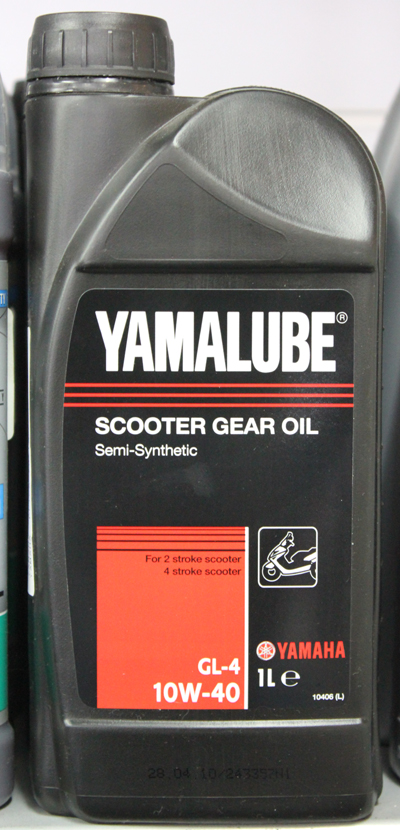 YAMALUBE®
SCOOTER GEAR OIL
Semi-Synthetic
For 2 stroke scooter
4 stroke scooter
GL-4
10W-40
YAMAHA
1L ℮
10406 (L)